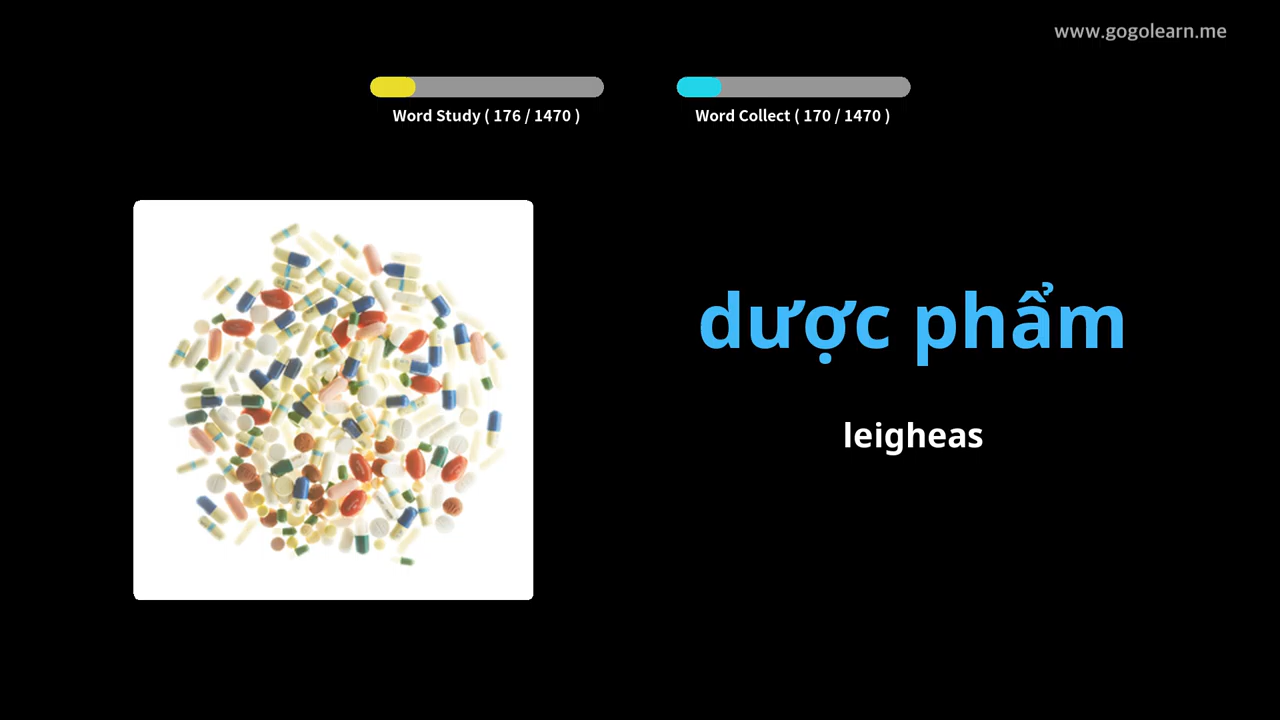 www.gogolearn.me
Word Study ( 176 / 1470 )
Word Collect ( 170 / 1470 )
dược phẩm
leigheas